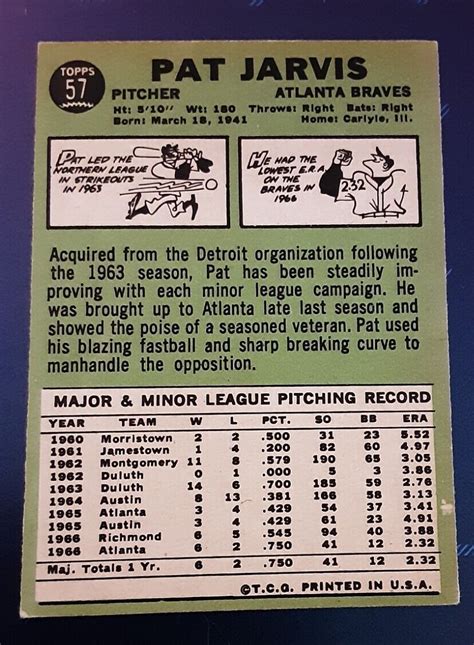 TOPPS
57
PAT JARVIS
PITCHER ATLANTA BRAVES
Ht: 5'10" Wt: 180 Throws: Right Bats: Right
Born: March 18, 1941 Home: Carlyle, Ill.
PAT LED THE
NORTHERN LEAGUE
IN STRIKEOUTS
IN 1963
HE HAD THE
LOWEST E.R.A.
ON THE
BRAVES IN
1966
2.32
Acquired from the Detroit organization following
the 1963 season, Pat has been steadily im-
proving with each minor league campaign. He
was brought up to Atlanta late last season and
showed the poise of a seasoned veteran. Pat used
his blazing fastball and sharp breaking curve to
manhandle the opposition.
MAJOR & MINOR LEAGUE PITCHING RECORD
YEAR TEAM W L PCT. SO BB ERA
1960 Morristown 2 2 .500 31 23 5.52
1961 Jamestown 1 4 .200 82 60 4.97
1962 Montgomery 11 8 .579 190 65 3.05
1962 Duluth 0 1 .000 5 3 3.86
1963 Duluth 14 6 .700 185 59 2.76
1964 Austin 8 13 .381 166 58 3.13
1965 Atlanta 3 4 .429 54 37 3.41
1965 Austin 3 4 .429 34 31 3.41
1966 Richmond 6 5 .545 94 40 3.88
1966 Atlanta 6 2 .750 41 12 2.32
Maj. Totals 1 Yr. 6 2 .750 41 12 2.32
©T.C.G. PRINTED IN U.S.A.